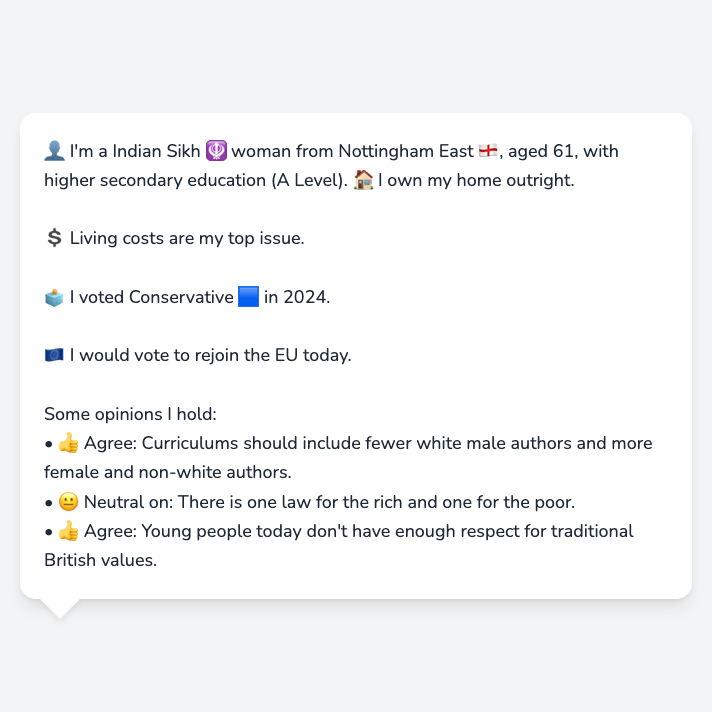 👤 I'm a Indian Sikh 🪯 woman from Nottingham East 🏴󠁧󠁢󠁥󠁮󠁧󠁿, aged 61, with
higher secondary education (A Level). 🏠 I own my home outright.
💲 Living costs are my top issue.
🗳️ I voted Conservative 🟦 in 2024.
🇪🇺 I would vote to rejoin the EU today.
Some opinions I hold:
• 👍 Agree: Curriculums should include fewer white male authors and more
female and non-white authors.
• 😐 Neutral on: There is one law for the rich and one for the poor.
• 👍 Agree: Young people today don't have enough respect for traditional
British values.